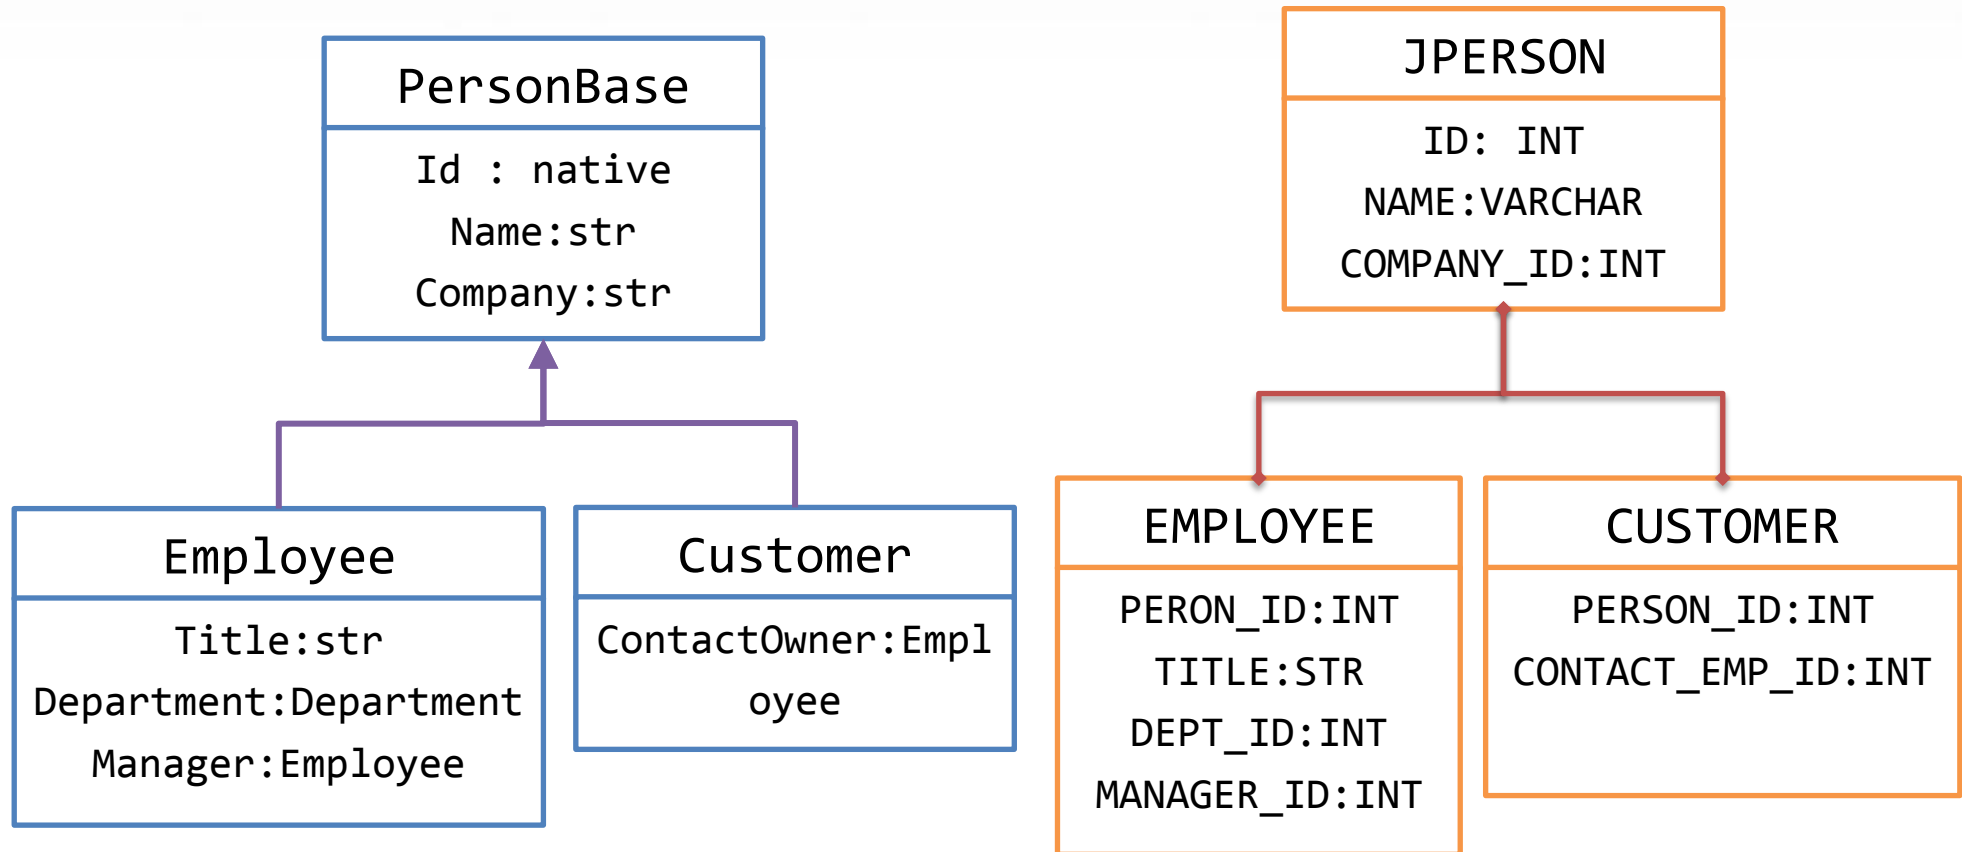 PersonBase
Id : native
Name:str
Company:str
Employee
Title:str
Department:Department
Manager:Employee
Customer
ContactOwner:Empl
oyee
JPERSON
ID: INT
NAME:VARCHAR
COMPANY_ID:INT
EMPLOYEE
PERON_ID:INT
TITLE:STR
DEPT_ID:INT
MANAGER_ID:INT
CUSTOMER
PERSON_ID:INT
CONTACT_EMP_ID:INT